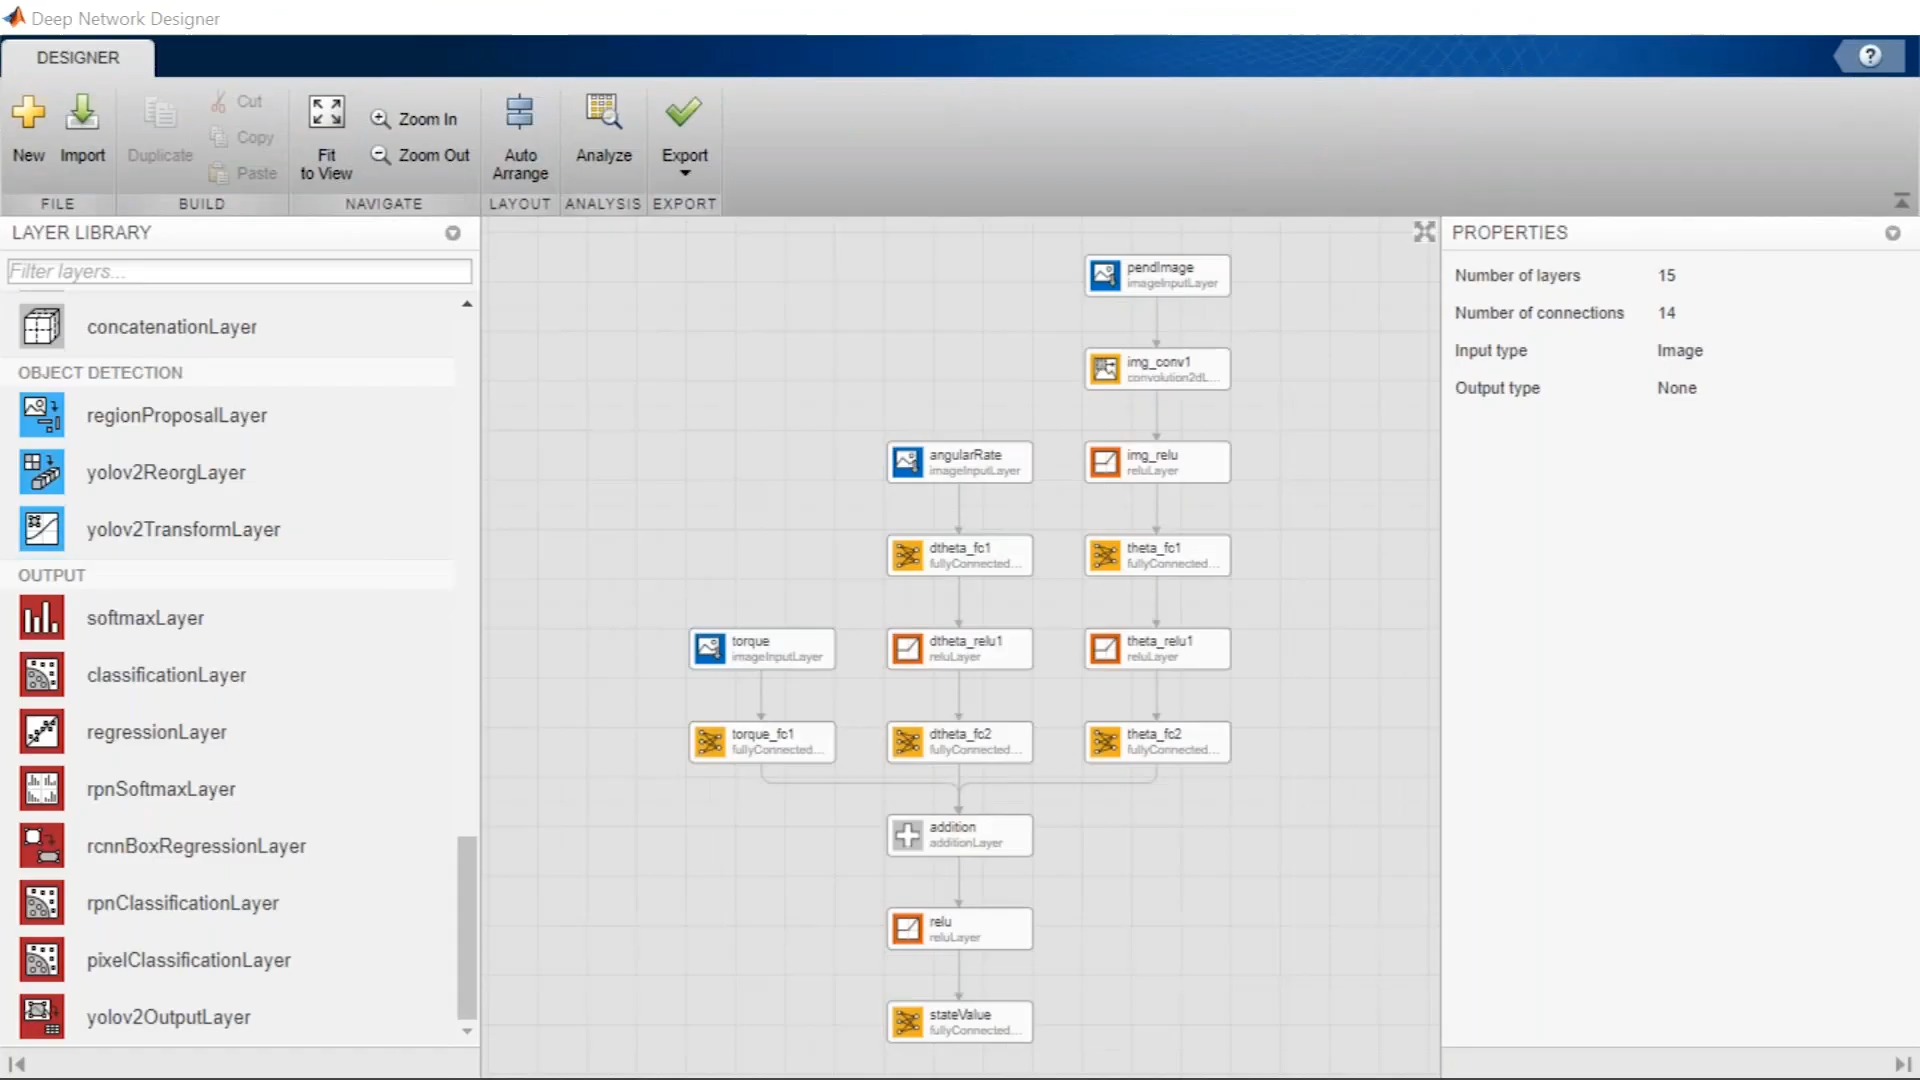 Deep Network Designer
DESIGNER
?
New
Import
Duplicate
Cut
Copy
Paste
Fit
to View
Zoom In
Zoom Out
Auto
Arrange
Analyze
Export
FILE
BUILD
NAVIGATE
LAYOUT
ANALYSIS
EXPORT
LAYER LIBRARY
Filter layers...
concatenationLayer
OBJECT DETECTION
regionProposalLayer
yolov2ReorgLayer
yolov2TransformLayer
OUTPUT
softmaxLayer
classificationLayer
regressionLayer
rpnSoftmaxLayer
rcnnBoxRegressionLayer
rpnClassificationLayer
pixelClassificationLayer
yolov2OutputLayer
pendImage
imageInputLayer
img_conv1
convolution2dL...
angularRate
imageInputLayer
img_relu
reluLayer
dtheta_fc1
fullyConnected...
theta_fc1
fullyConnected...
torque
imageInputLayer
dtheta_relu1
reluLayer
theta_relu1
reluLayer
torque_fc1
fullyConnected...
dtheta_fc2
fullyConnected...
theta_fc2
fullyConnected...
addition
additionLayer
relu
reluLayer
stateValue
fullyConnected...
PROPERTIES
Number of layers 15
Number of connections 14
Input type Image
Output type None